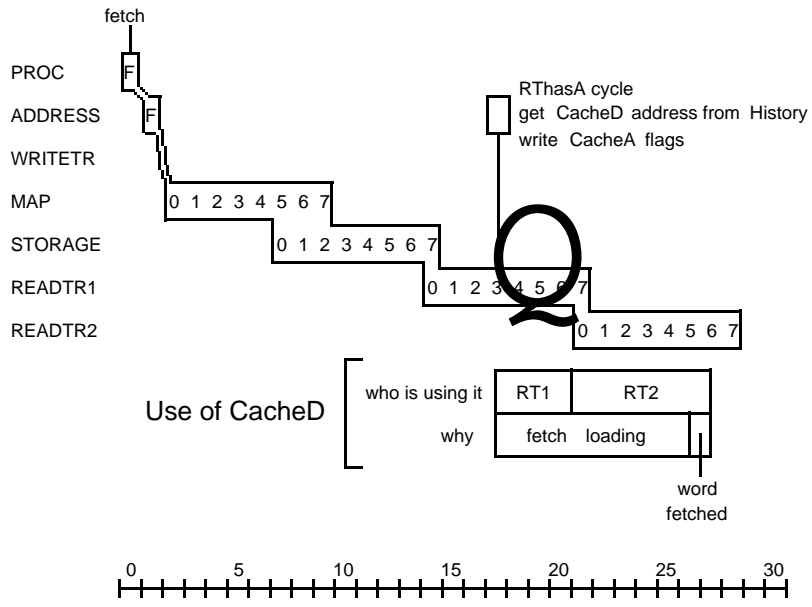 fetch
PROC F
RThasA cycle
ADDRESS F get CacheD address from History
write CacheA flags
WRITETR
MAP 0 1 2 3 4 5 6 7
STORAGE 0 1 2 3 4 5 6 7
READTR1 0 1 2 3 4 5 6 7
READTR2 0 1 2 3 4 5 6 7
Use of CacheD
who is using it RT1 RT2
why fetch loading
word
fetched
0 5 10 15 20 25 30